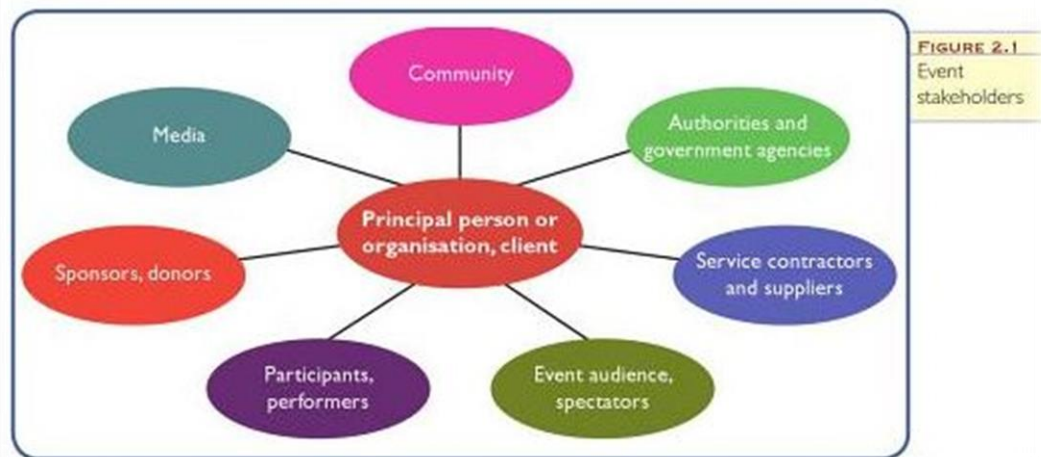 FIGURE 2.1
Event
stakeholders
Community
Media
Authorities and
government agencies
Principal person or
organisation, client
Sponsors, donors
Service contractors
and suppliers
Participants,
performers
Event audience,
spectators